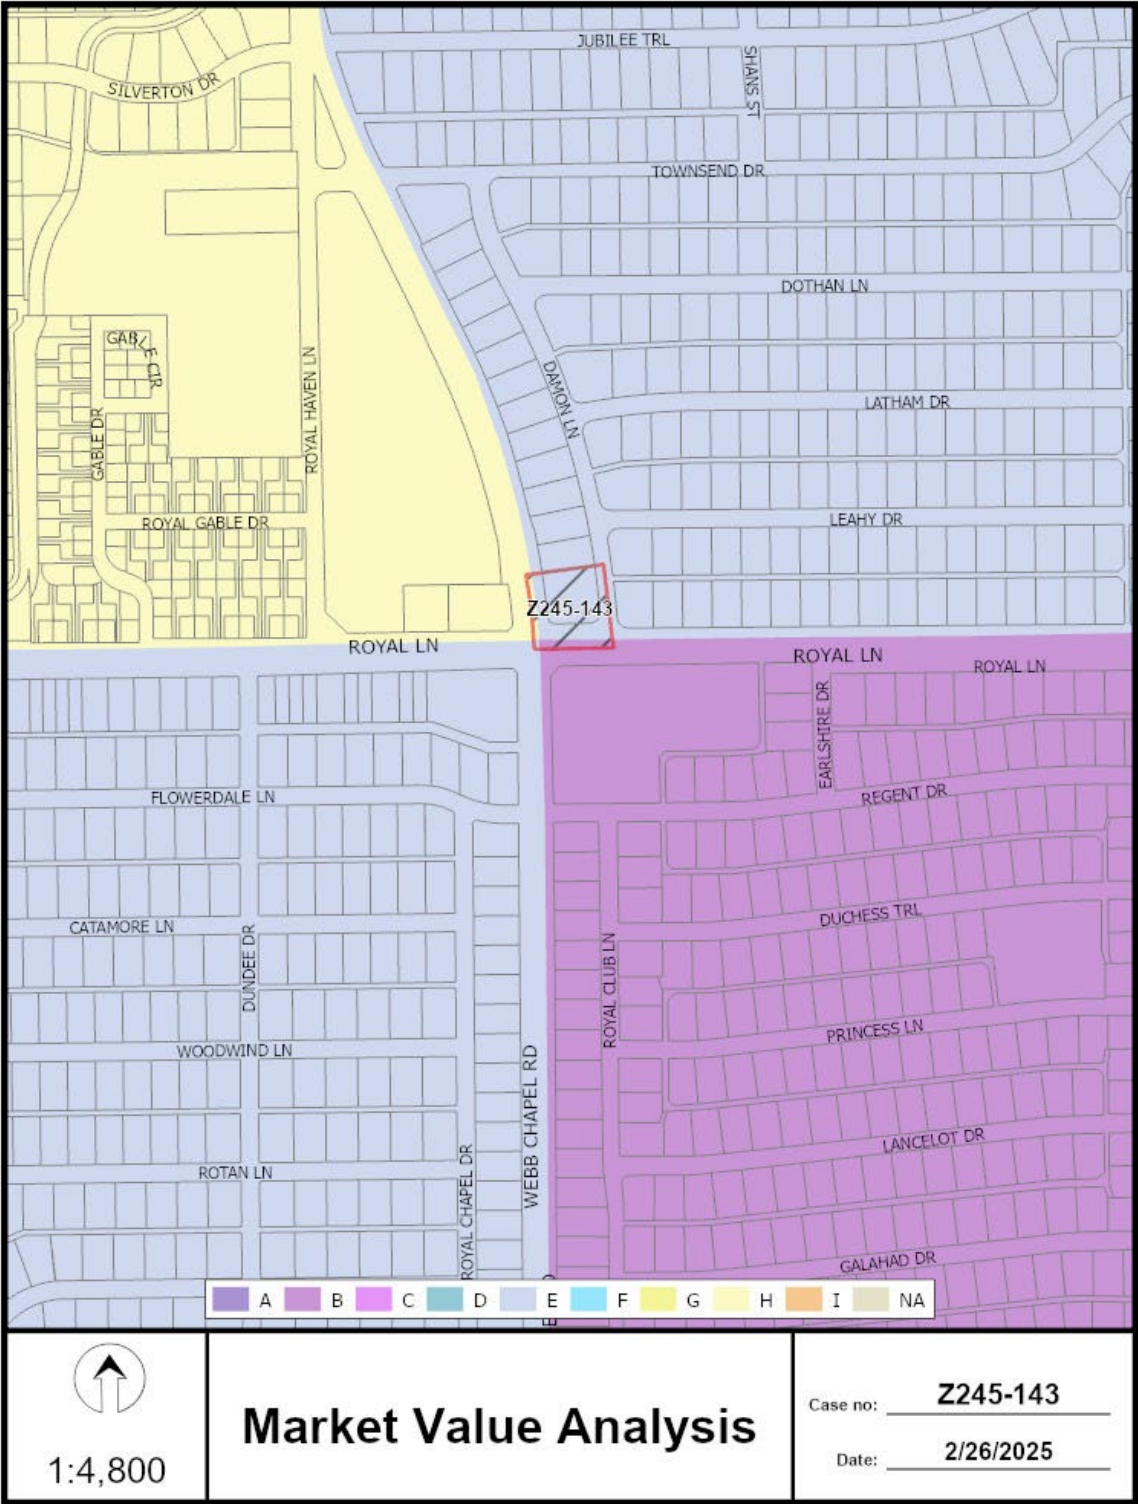 JUBILEE TRL
SHANS ST
SILVERTON DR
TOWNSEND DR
DOTHAN LN
GABLE CIR
ROYAL HAVEN LN
DAMON LN
LATHAM DR
GABLE DR
ROYAL GABLE DR
LEAHY DR
Z245-143
ROYAL LN
ROYAL LN
ROYAL LN
EARLSHIRE DR
FLOWERDALE LN
REGENT DR
DUCHESS TRL
CATAMORE LN
DUNDEE DR
ROYAL CLUB LN
PRINCESS LN
WOODWIND LN
WEBB CHAPEL RD
LANCELOT DR
ROTAN LN
ROYAL CHAPEL DR
GALAHAD DR
A B C D E F G H I NA
1:4,800
Market Value Analysis
Case no: Z245-143
Date: 2/26/2025